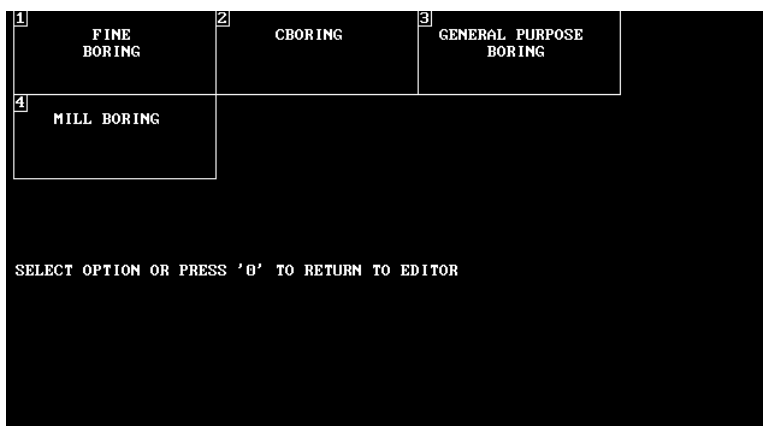 1
FINE
BORING
2
CBORING
3
GENERAL PURPOSE
BORING
4
MILL BORING
SELECT OPTION OR PRESS '0' TO RETURN TO EDITOR